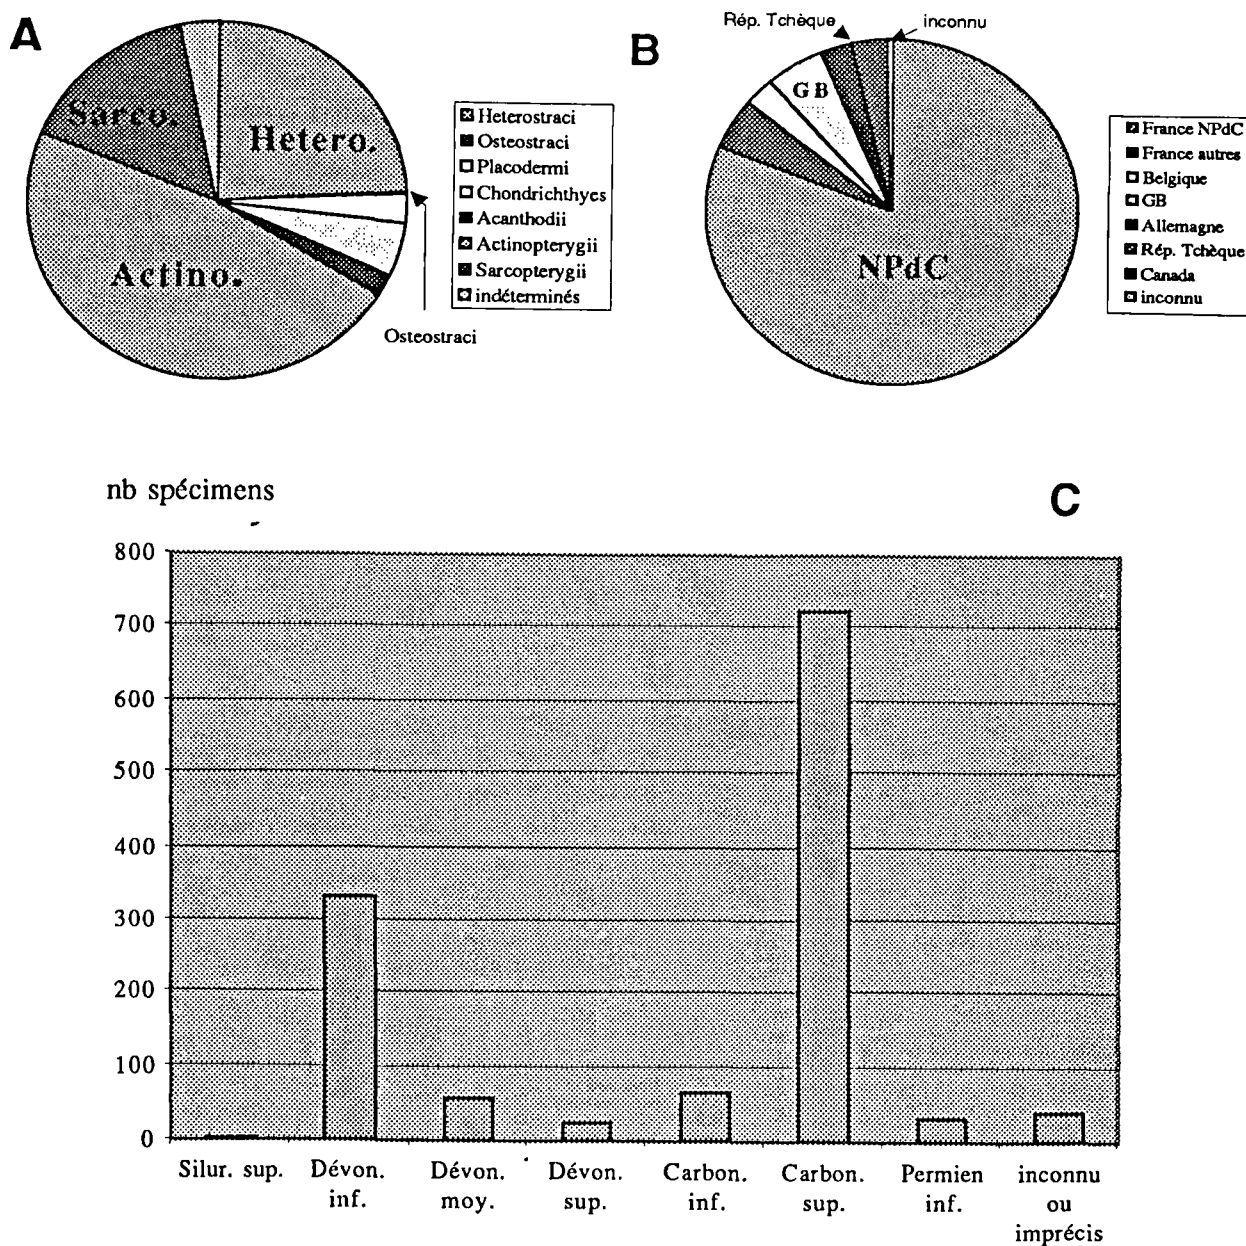 A
Sarco.
Hetero.
Actino.
Heterostraci
Osteostraci
Placodermi
Chondrichthyes
Acanthodii
Actinopterygii
Sarcopterygii
indéterminés
Osteostraci
B
Rép. Tchèque
inconnu
GB
NPdC
France NPdC
France autres
Belgique
GB
Allemagne
Rép. Tchèque
Canada
inconnu
nb spécimens
C
800
700
600
500
400
300
200
100
0
Silur. sup.
Dévon.
inf.
Dévon.
moy.
Dévon.
sup.
Carbon.
inf.
Carbon.
sup.
Permien
inf.
inconnu
ou
imprécis